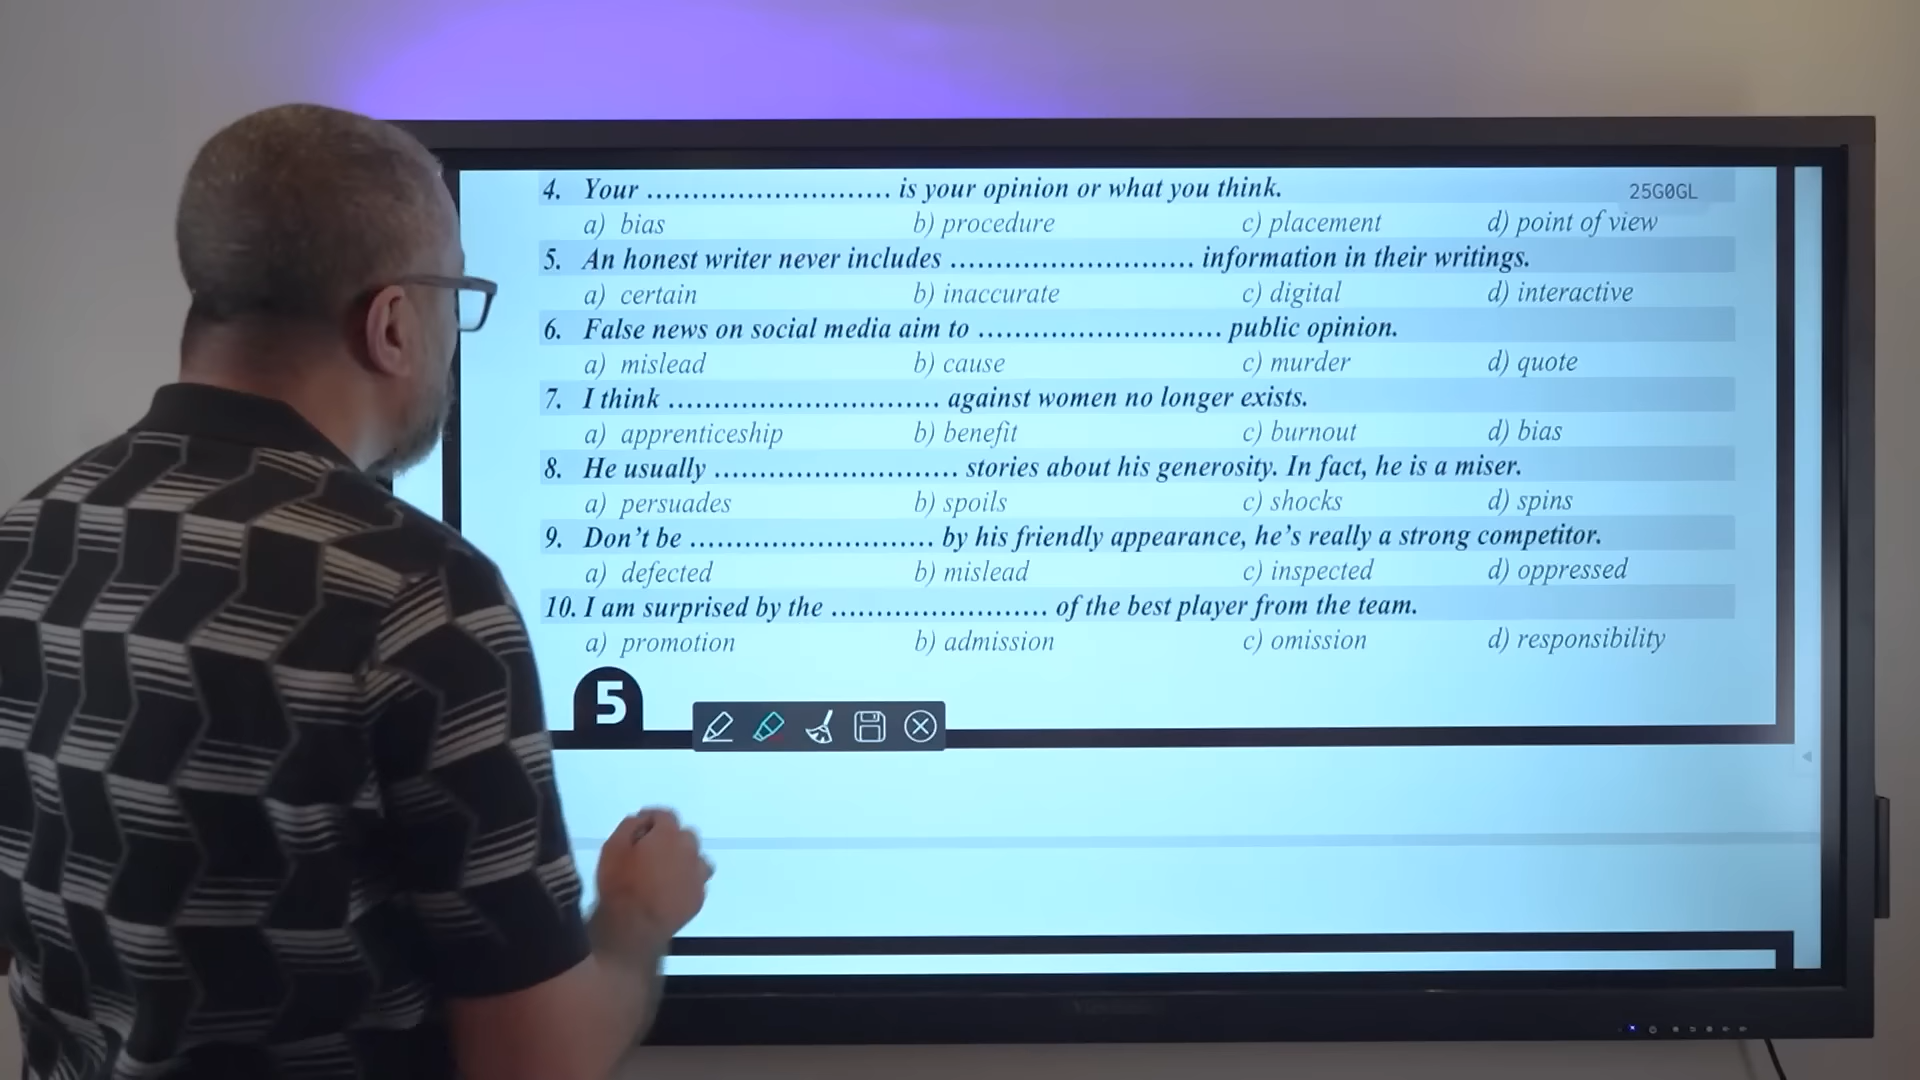 4. Your ........................... is your opinion or what you think.
25G0GL
a) bias b) procedure c) placement d) point of view
5. An honest writer never includes ........................... information in their writings.
a) certain b) inaccurate c) digital d) interactive
6. False news on social media aim to ........................... public opinion.
a) mislead b) cause c) murder d) quote
7. I think .............................. against women no longer exists.
a) apprenticeship b) benefit c) burnout d) bias
8. He usually ........................... stories about his generosity. In fact, he is a miser.
a) persuades b) spoils c) shocks d) spins
9. Don't be ........................... by his friendly appearance, he's really a strong competitor.
a) defected b) mislead c) inspected d) oppressed
10. I am surprised by the ........................ of the best player from the team.
a) promotion b) admission c) omission d) responsibility
5